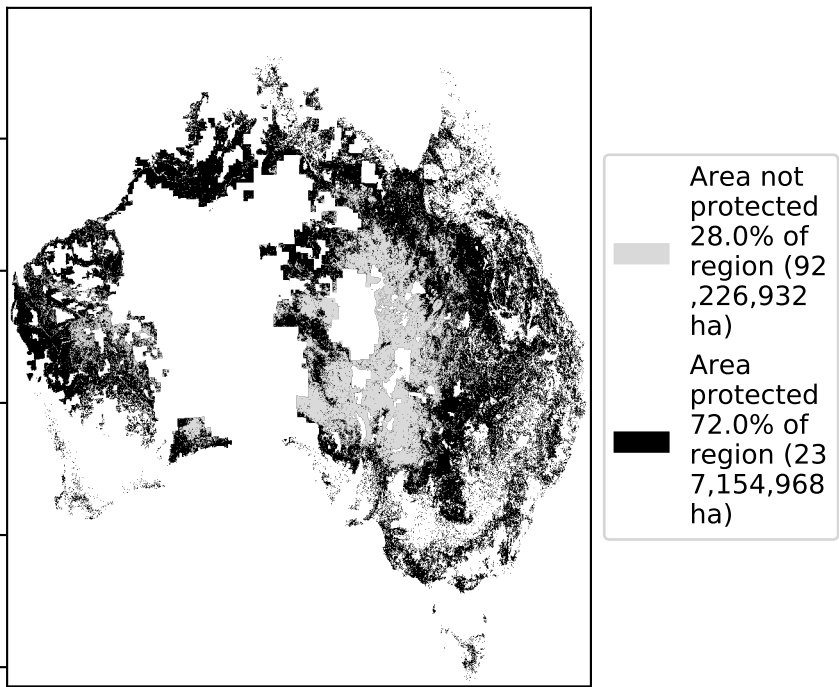 Area not
protected
28.0% of
region (92
,226,932
ha)
Area
protected
72.0% of
region (23
7,154,968
ha)